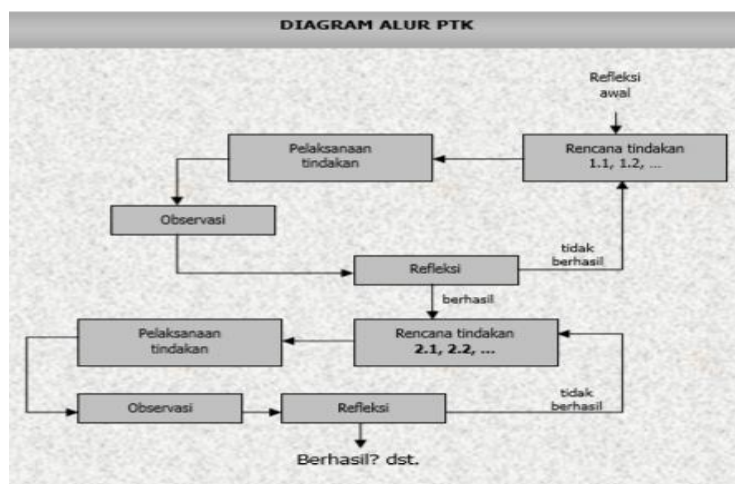 DIAGRAM ALUR PTK
Refleksi
awal
Rencana tindakan
1.1, 1.2, ...
Pelaksanaan
tindakan
Observasi
Refleksi
tidak
berhasil
berhasil
Rencana tindakan
2.1, 2.2, ...
Pelaksanaan
tindakan
Observasi
Refleksi
tidak
berhasil
Berhasil? dst.